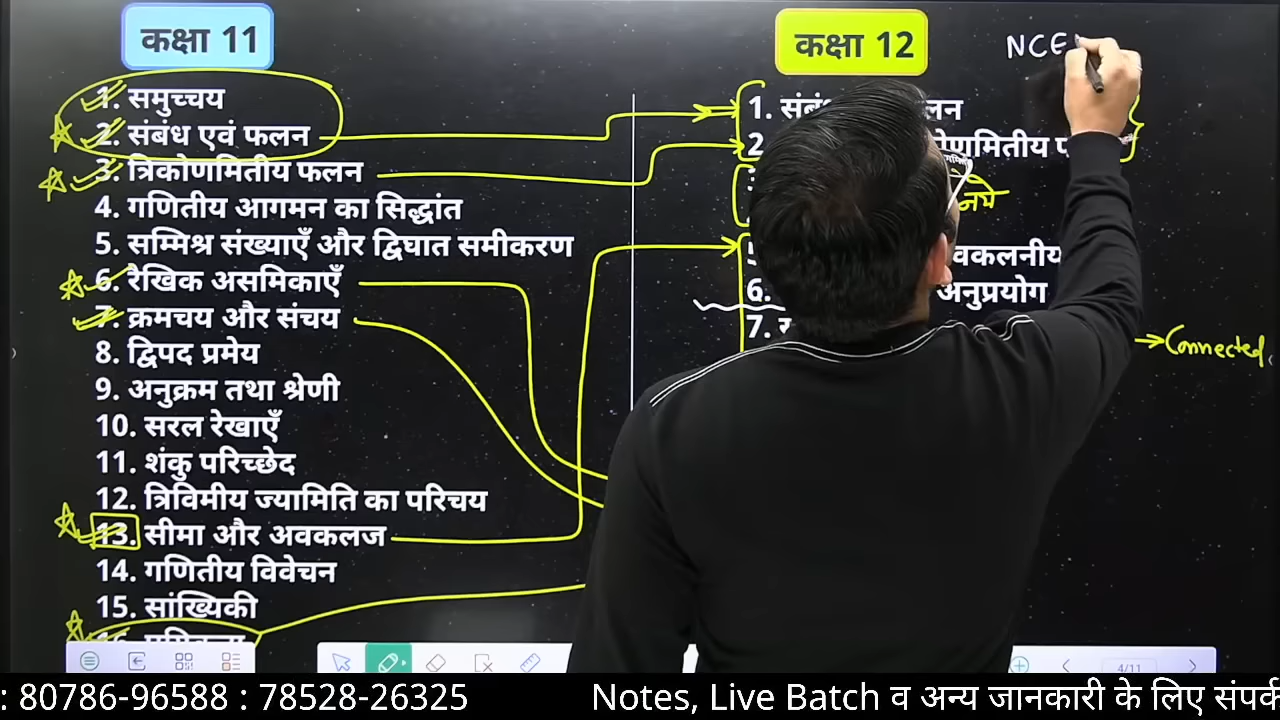 कक्षा 11
1. समुच्चय
2. संबंध एवं फलन
3. त्रिकोणमितीय फलन
4. गणितीय आगमन का सिद्धांत
5. सम्मिश्र संख्याएँ और द्विघात समीकरण
6. रैखिक असमिकाएँ
7. क्रमचय और संचय
8. द्विपद प्रमेय
9. अनुक्रम तथा श्रेणी
10. सरल रेखाएँ
11. शंकु परिच्छेद
12. त्रिविमीय ज्यामिति का परिचय
13. सीमा और अवकलज
14. गणितीय विवेचन
15. सांख्यिकी
कक्षा 12
NCE
1.
2
6. अनुप्रयोग
7.
Connected
4/11
: 80786-96588 : 78528-26325 Notes, Live Batch व अन्य जानकारी के लिए संपर्क